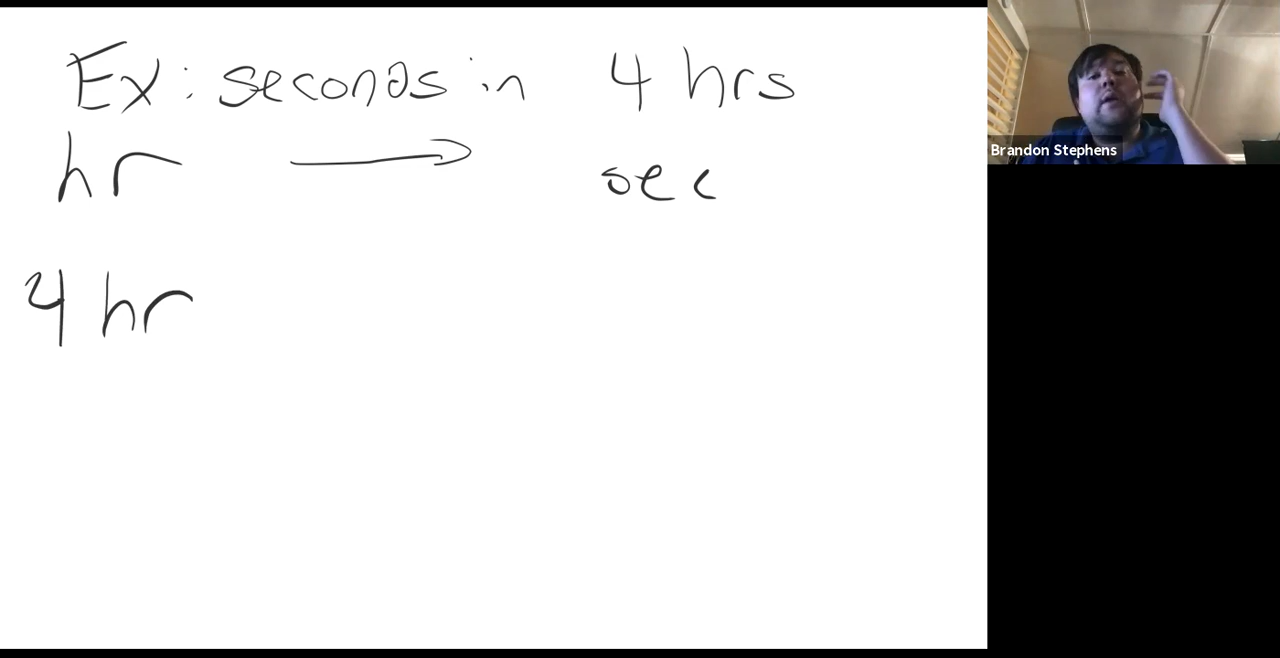 Ex: seconds in 4 hrs
hr → sec
4 hr
Brandon Stephens